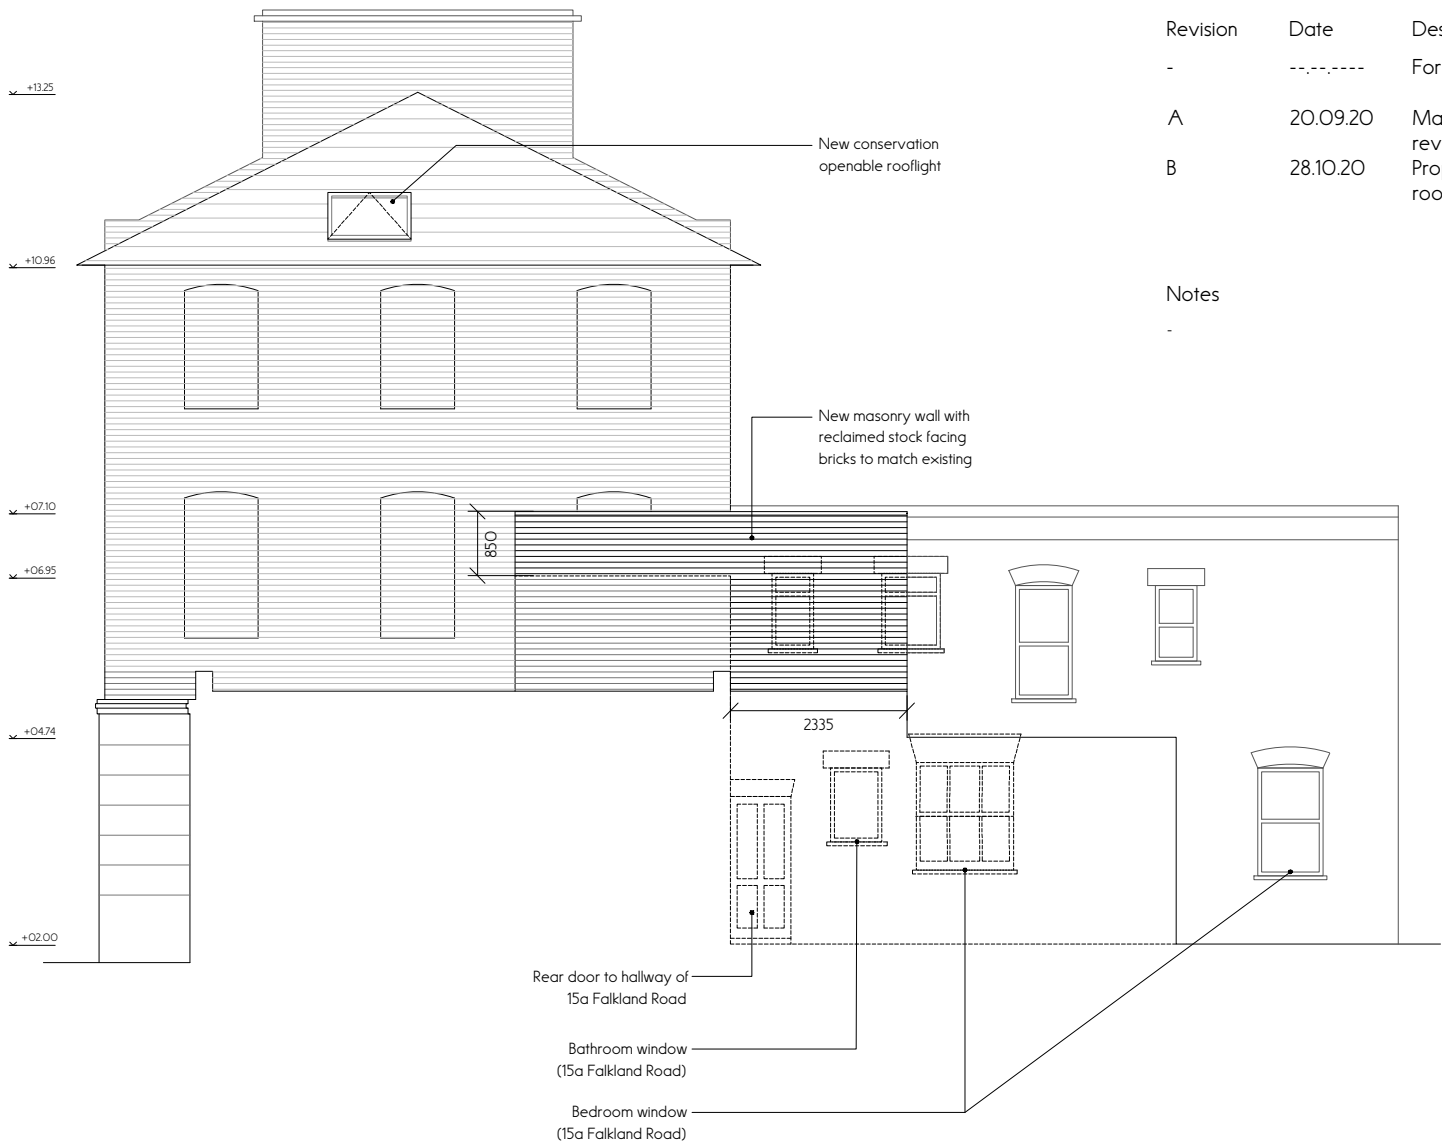 Revision Date Des
- --.--.---- For
A 20.09.20 Ma
rev
B 28.10.20 Pro
roo
Notes
-
+13.25
New conservation
openable rooflight
+10.96
New masonry wall with
reclaimed stock facing
bricks to match existing
+07.10
850
+06.95
2335
+04.74
+02.00
Rear door to hallway of
15a Falkland Road
Bathroom window
(15a Falkland Road)
Bedroom window
(15a Falkland Road)